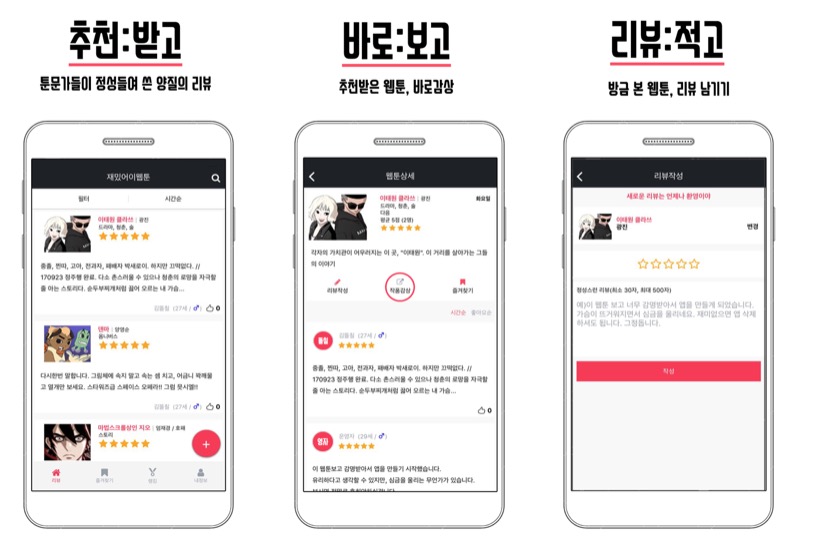 추천:받고
툰문가들이 정성들여 쓴 양질의 리뷰
재밌어이웹툰
필터
시간순
이태원 클라쓰 : 광진
드라마, 청춘, 술
중졸, 찐따, 고아, 전과자, 패배자 박새로이. 하지만 끄떡없다. //
170923 정주행 완료. 다소 촌스러울 수 있으나 청춘의 로망을 자극할
줄 아는 스토리다. 순두부찌개처럼 끓어 오르는 내 가슴...
김둘칠 (27세 / ♂) 0
덴마 : 양영순
옴니버스
다시한번 말합니다. 그림체에 속지 말고 속는 셈 치고, 어금니 꽉깨물
고 열개만 보세요. 스타워즈급 스페이스 오페라!! 그림 못시엘!!
김둘칠 (27세 / ♂) 0
마법스크롤상인 지오 :
스토리
+
리뷰
즐겨찾기
랭킹
내정보
바로:보고
추천받은 웹툰, 바로감상
웹툰상세
이태원 클라쓰 : 광진
화요일
드라마, 청춘, 술
다음
평균 5점 (2명)
각자의 가치관이 어우러지는 이 곳, "이태원". 이 거리를 살아가는 그들
의 이야기
리뷰작성
작품감상
즐겨찾기
시간순 좋아요순
둘칠
김둘칠 (27세 / ♂)
중졸, 찐따, 고아, 전과자, 패배자 박새로이. 하지만 끄떡없다. //
170923 정주행 완료. 다소 촌스러울 수 있으나 청춘의 로망을 자극할
줄 아는 스토리다. 순두부찌개처럼 끓어 오르는 내 가슴...
0
영지
윤영지 (29세 / ♂)
이 웹툰보고 감명받아서 앱을 만들기 시작했습니다.
유리하다고 생각할 수 있지만, 심금을 울리는 무언가가 있습니다.
리뷰:적고
방금 본 웹툰, 리뷰 남기기
리뷰작성
새로운 리뷰는 언제나 환영이야
이태원 클라쓰
광진
변경
정성스런 리뷰(최소 30자, 최대 500자)
예)이 웹툰 보고 너무 감명받아서 앱을 만들게 되었습니다.
가슴이 뜨거워지면서 심금을 울리네요. 재미없으면 앱 삭제
하셔도 됩니다. 그정돕니다.
작성